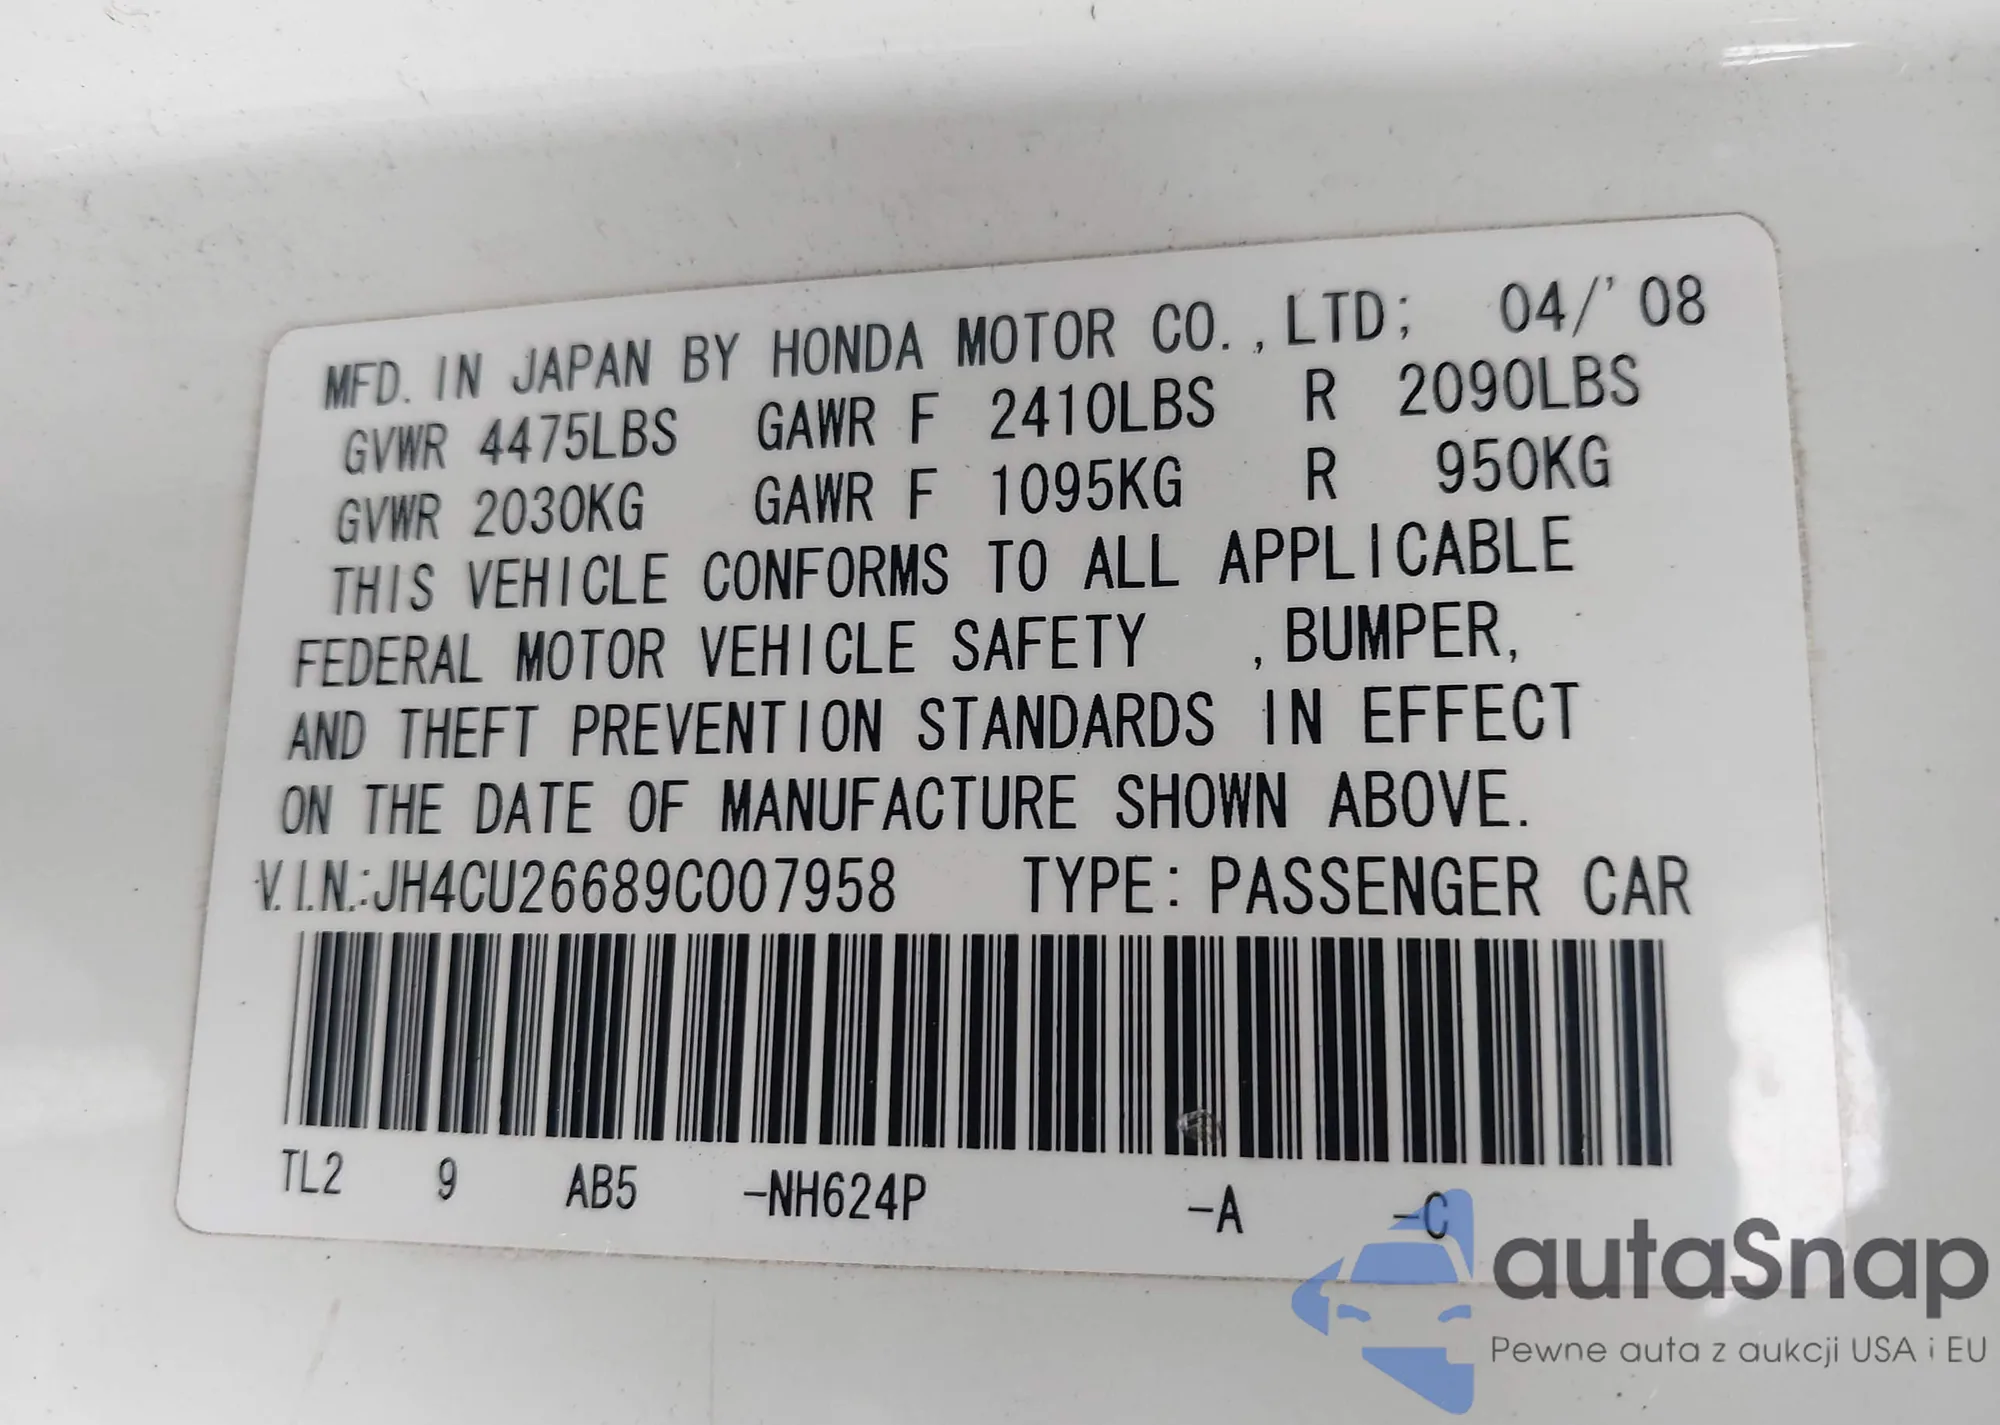 MFD. IN JAPAN BY HONDA MOTOR CO., LTD; 04/'08
GVWR 4475LBS GAWR F 2410LBS R 2090LBS
GVWR 2030KG GAWR F 1095KG R 950KG
THIS VEHICLE CONFORMS TO ALL APPLICABLE
FEDERAL MOTOR VEHICLE SAFETY , BUMPER,
AND THEFT PREVENTION STANDARDS IN EFFECT
ON THE DATE OF MANUFACTURE SHOWN ABOVE.
V.I.N.:JH4CU26689C007958 TYPE: PASSENGER CAR
TL2 9 AB5 -NH624P -A -C
autaSnap
Pewne auta z aukcji USA i EU